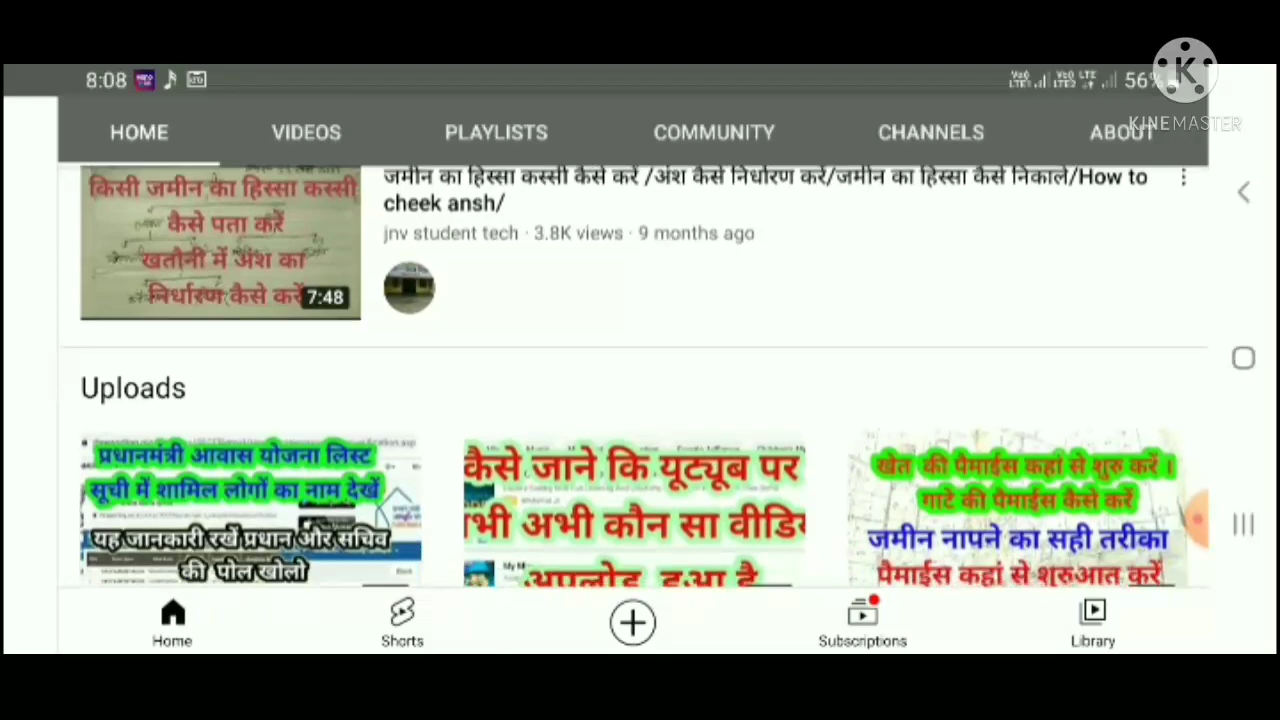 8:08
56%
KINEMASTER
HOME VIDEOS PLAYLISTS COMMUNITY CHANNELS ABOUT
किसी जमीन का हिस्सा कस्सी
कैसे पता करें
खतौनी में अंश का
निर्धारण कैसे करें
7:48
जमीन का हिस्सा कस्सी कैसे करें /अंश कैसे निर्धारण करें/जमीन का हिस्सा कैसे निकाले/How to
cheek ansh/
jnv student tech · 3.8K views · 9 months ago
Uploads
प्रधानमंत्री आवास योजना लिस्ट
सूची में शामिल लोगों का नाम देखें
यह जानकारी रखें प्रधान और सचिव
की पोल खोलो
कैसे जाने कि यूट्यूब पर
अभी कौन सा
अपलोड हुआ है
खेत की पैमाईस कहां से शुरु करें ।
गाटे की पैमाईस कैसे करें
जमीन नापने का सही तरीका
पैमाईस कहां से शुरुआत करें
Home Shorts Subscriptions Library